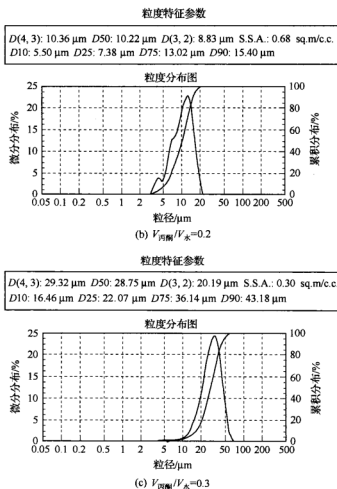 粒度特征参数
D(4, 3): 10.36 μm D50: 10.22 μm D(3, 2): 8.83 μm S.S.A.: 0.68 sq.m/c.c.
D10: 5.50 μm D25: 7.38 μm D75: 13.02 μm D90: 15.40 μm
粒度分布图
微分分布/%
25
20
15
10
5
0
累积分布/%
100
80
60
40
20
0
0.05 0.1 0.2 0.5 1 2 5 10 20 50 100 200 500
粒径/μm
(b) V丙酮/V水=0.2
粒度特征参数
D(4, 3): 29.32 μm D50: 28.75 μm D(3, 2): 20.19 μm S.S.A.: 0.30 sq.m/c.c.
D10: 16.46 μm D25: 22.07 μm D75: 36.14 μm D90: 43.18 μm
粒度分布图
微分分布/%
25
20
15
10
5
0
累积分布/%
100
80
60
40
20
0
0.05 0.1 0.2 0.5 1 2 5 10 20 50 100 200 500
粒径/μm
(c) V丙酮/V水=0.3